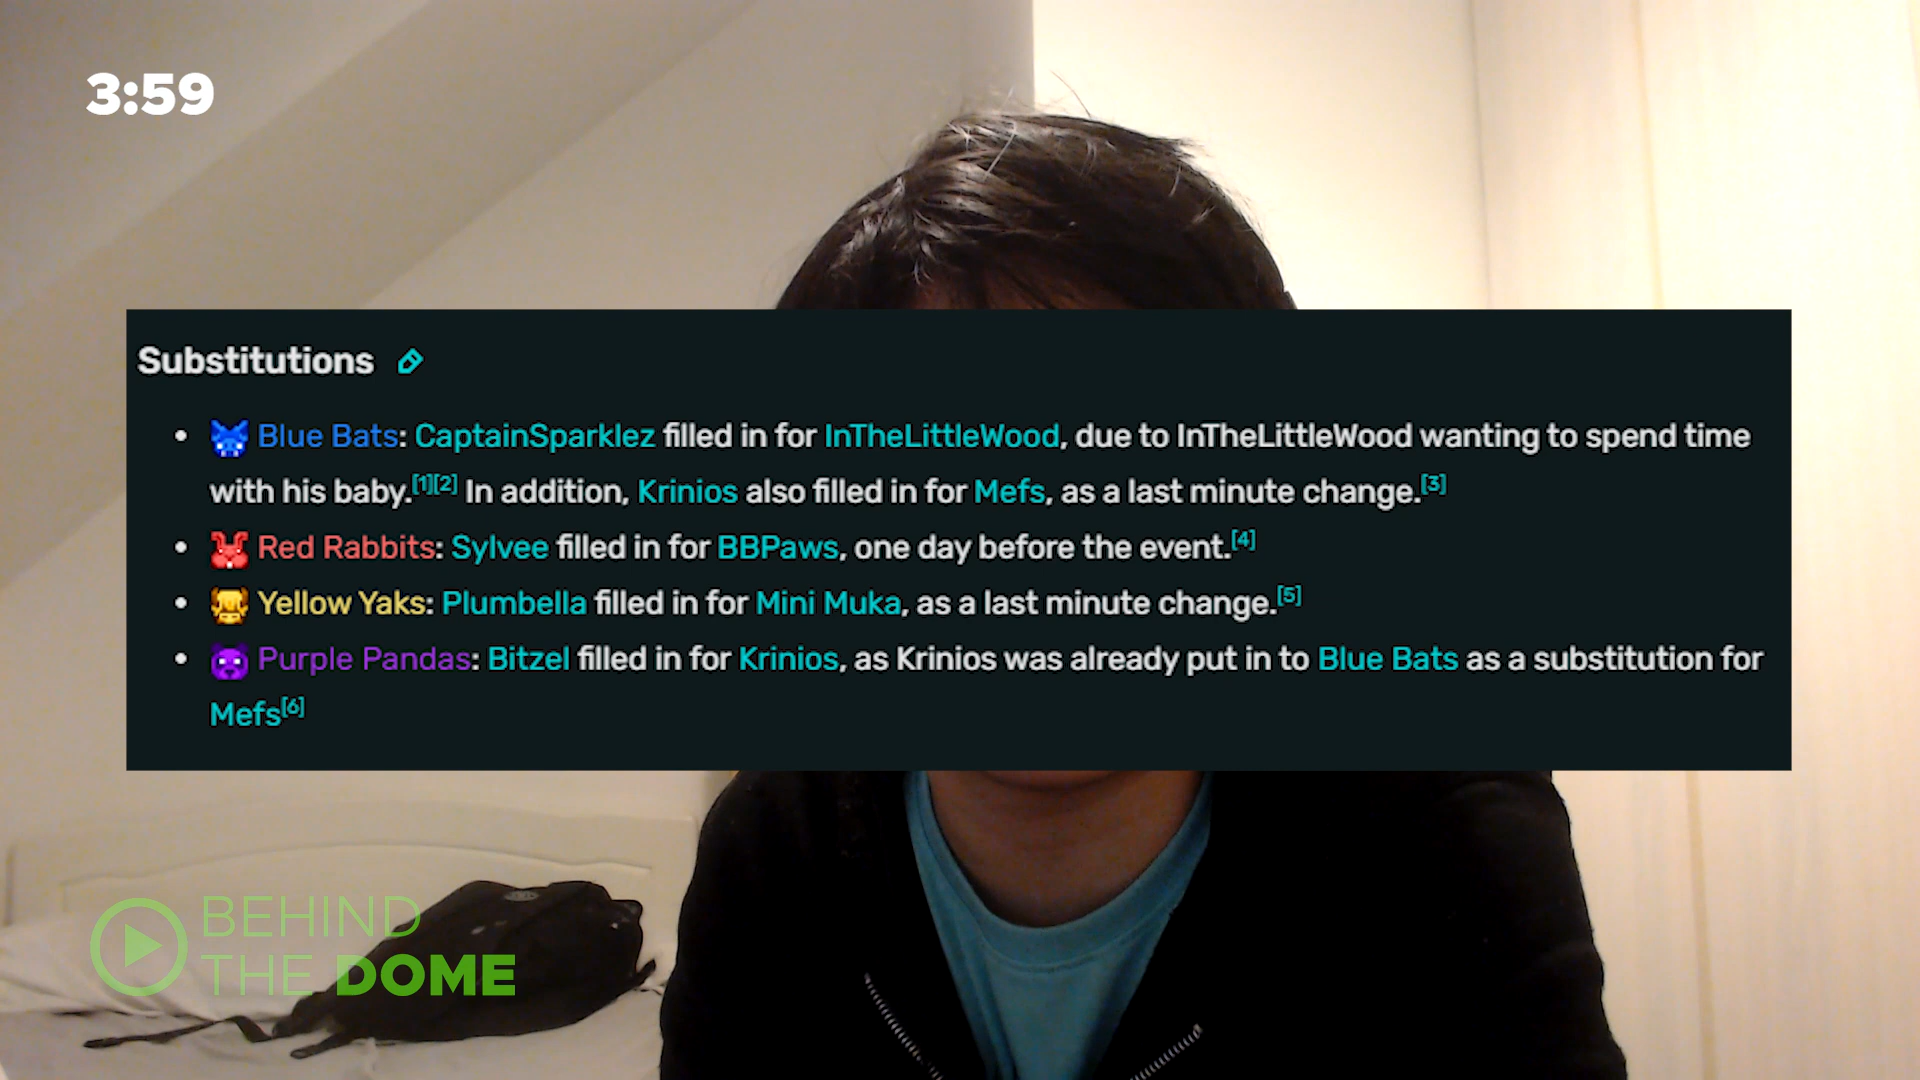 3:59
Substitutions
Blue Bats: CaptainSparklez filled in for InTheLittleWood, due to InTheLittleWood wanting to spend time
with his baby.[1][2] In addition, Krinios also filled in for Mefs, as a last minute change.[3]
Red Rabbits: Sylvee filled in for BBPaws, one day before the event.[4]
Yellow Yaks: Plumbella filled in for Mini Muka, as a last minute change.[5]
Purple Pandas: Bitzel filled in for Krinios, as Krinios was already put in to Blue Bats as a substitution for
Mefs[6]
BEHIND
THE DOME